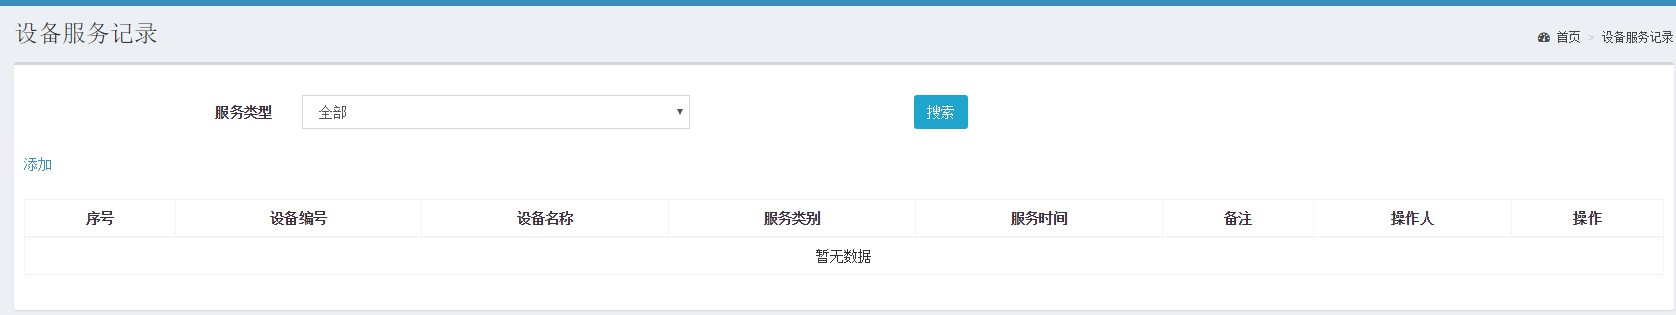 设备服务记录
首页 > 设备服务记录
服务类型 全部 搜索
添加
序号 设备编号 设备名称 服务类别 服务时间 备注 操作人 操作
暂无数据